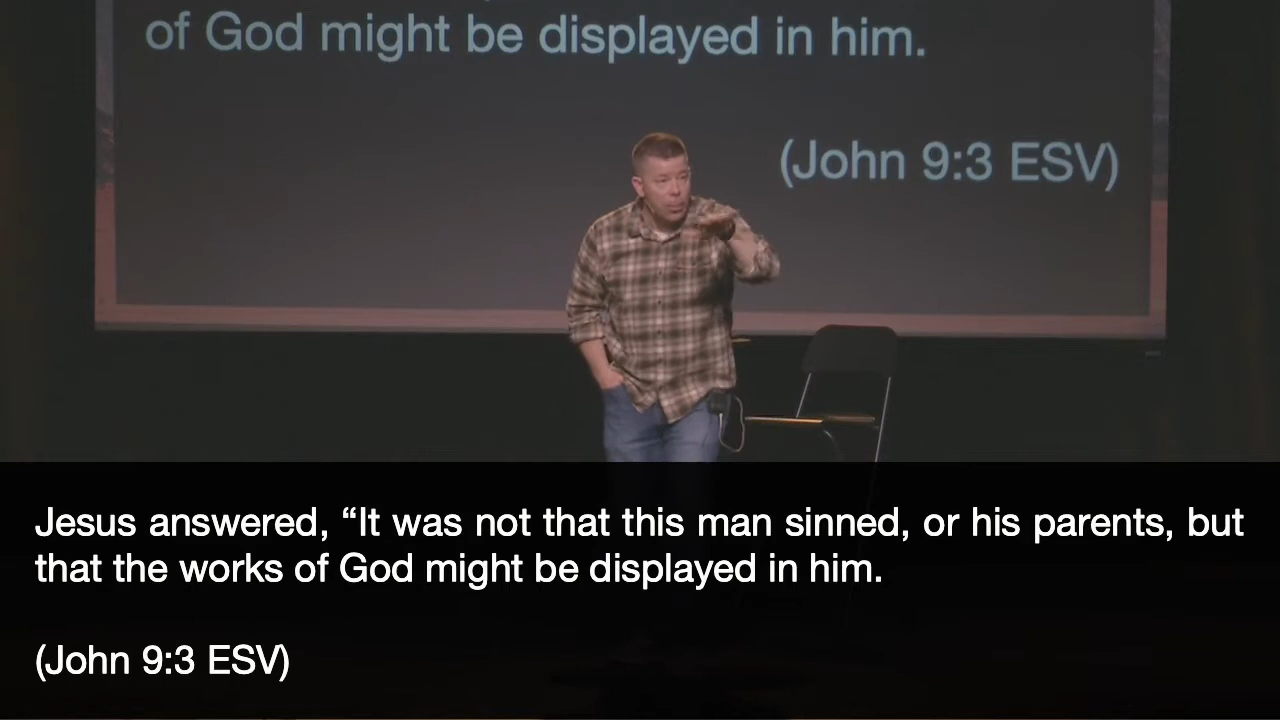 of God might be displayed in him.
(John 9:3 ESV)
Jesus answered, “It was not that this man sinned, or his parents, but
that the works of God might be displayed in him.
(John 9:3 ESV)